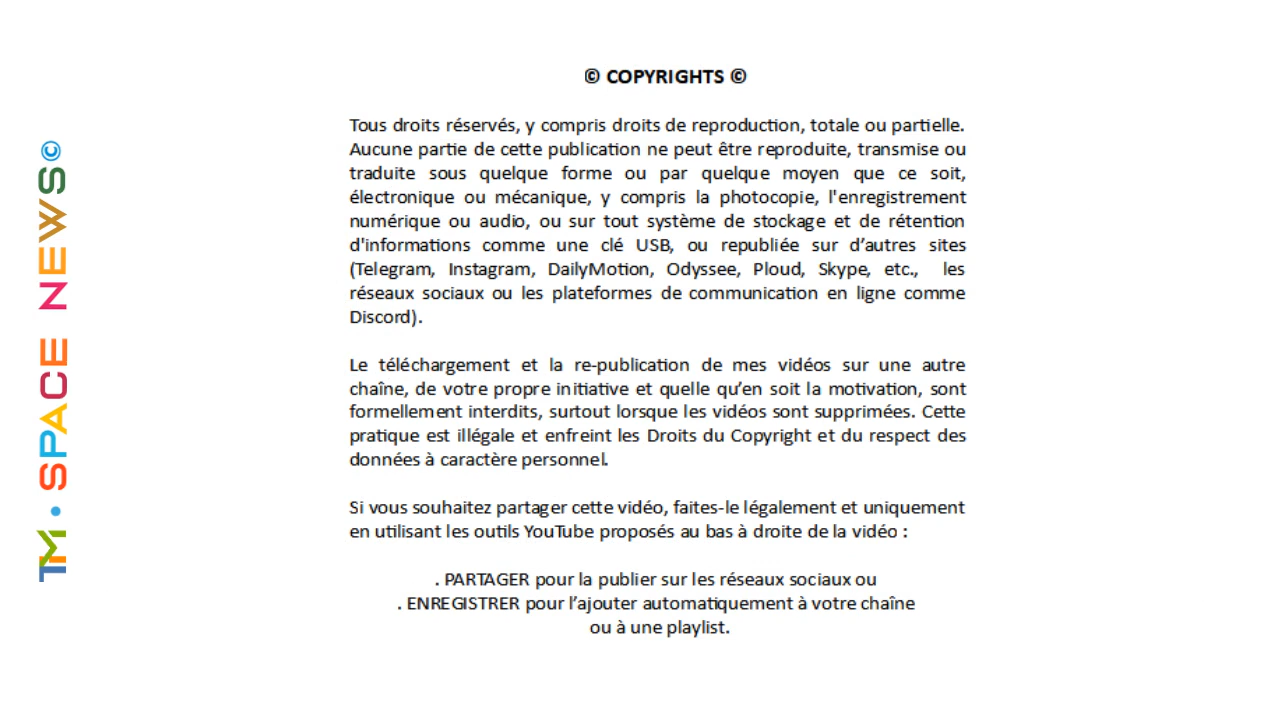 TM • SPACE NEWS©
© COPYRIGHTS ©
Tous droits réservés, y compris droits de reproduction, totale ou partielle.
Aucune partie de cette publication ne peut être reproduite, transmise ou
traduite sous quelque forme ou par quelque moyen que ce soit,
électronique ou mécanique, y compris la photocopie, l'enregistrement
numérique ou audio, ou sur tout système de stockage et de rétention
d'informations comme une clé USB, ou republiée sur d’autres sites
(Telegram, Instagram, DailyMotion, Odyssee, Ploud, Skype, etc., les
réseaux sociaux ou les plateformes de communication en ligne comme
Discord).
Le téléchargement et la re-publication de mes vidéos sur une autre
chaîne, de votre propre initiative et quelle qu’en soit la motivation, sont
formellement interdits, surtout lorsque les vidéos sont supprimées. Cette
pratique est illégale et enfreint les Droits du Copyright et du respect des
données à caractère personnel.
Si vous souhaitez partager cette vidéo, faites-le légalement et uniquement
en utilisant les outils YouTube proposés au bas à droite de la vidéo :
. PARTAGER pour la publier sur les réseaux sociaux ou
. ENREGISTRER pour l’ajouter automatiquement à votre chaîne
ou à une playlist.